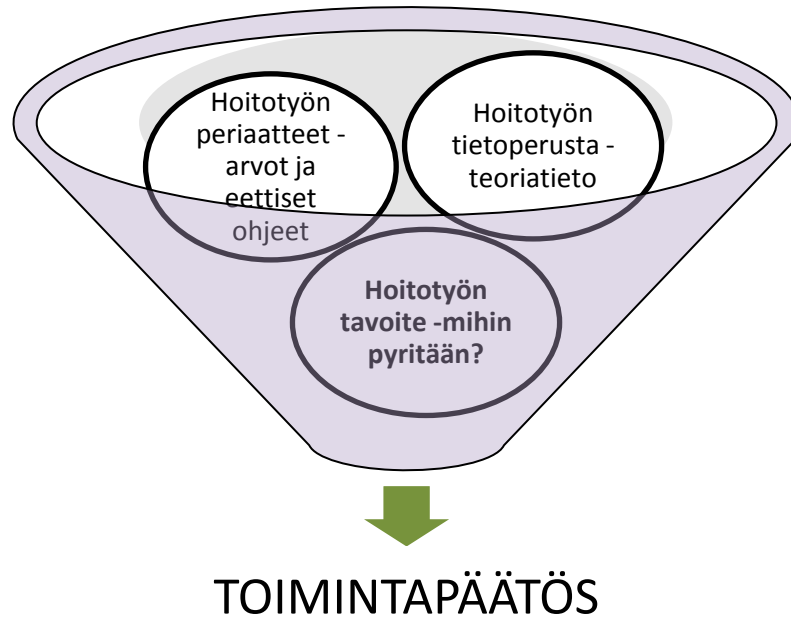 Hoitotyön
periaatteet -
arvot ja
eettiset
ohjeet
Hoitotyön
tietoperusta -
teoriatieto
Hoitotyön
tavoite -mihin
pyritään?
TOIMINTAPÄÄTÖS